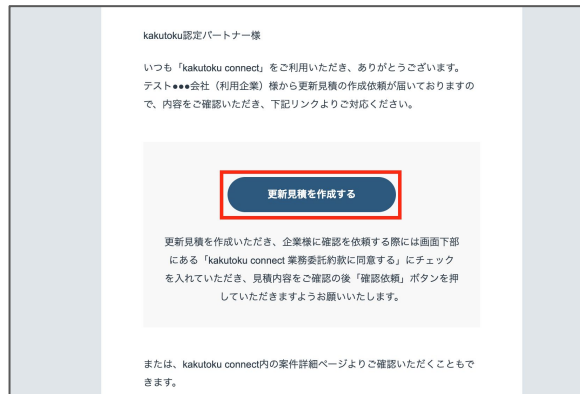 kakutoku認定パートナー様
いつも「kakutoku connect」をご利用いただき、ありがとうございます。
テスト●●●会社（利用企業）様から更新見積の作成依頼が届いておりますの
で、内容をご確認いただき、下記リンクよりご対応ください。
更新見積を作成する
更新見積を作成いただき、企業様に確認を依頼する際には画面下部
にある「kakutoku connect 業務委託約款に同意する」にチェック
を入れていただき、見積内容をご確認の後「確認依頼」ボタンを押
していただきますようお願いいたします。
または、kakutoku connect内の案件詳細ページよりご確認いただくこともで
きます。